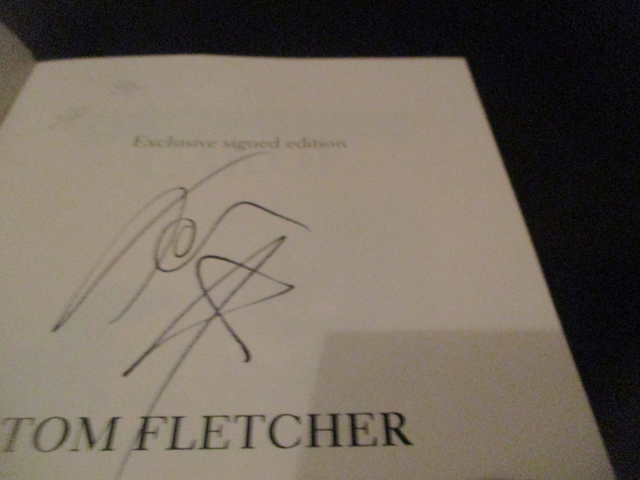 Exclusive signed edition
TOM FLETCHER